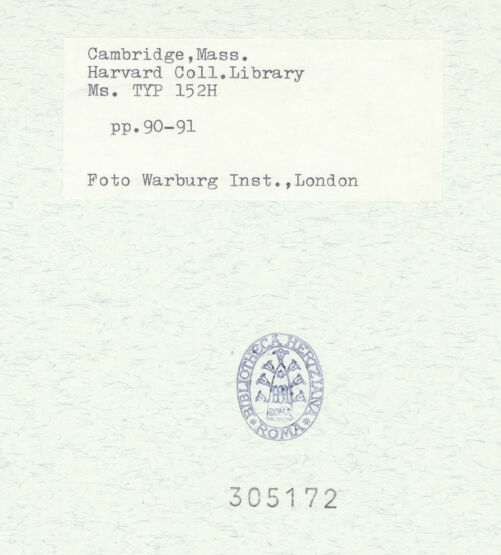 Cambridge,Mass.
Harvard Coll.Library
Ms. TYP 152H
pp.90-91
Foto Warburg Inst.,London
BIBLIOTHECA HERTZIANA
ROMA
305172